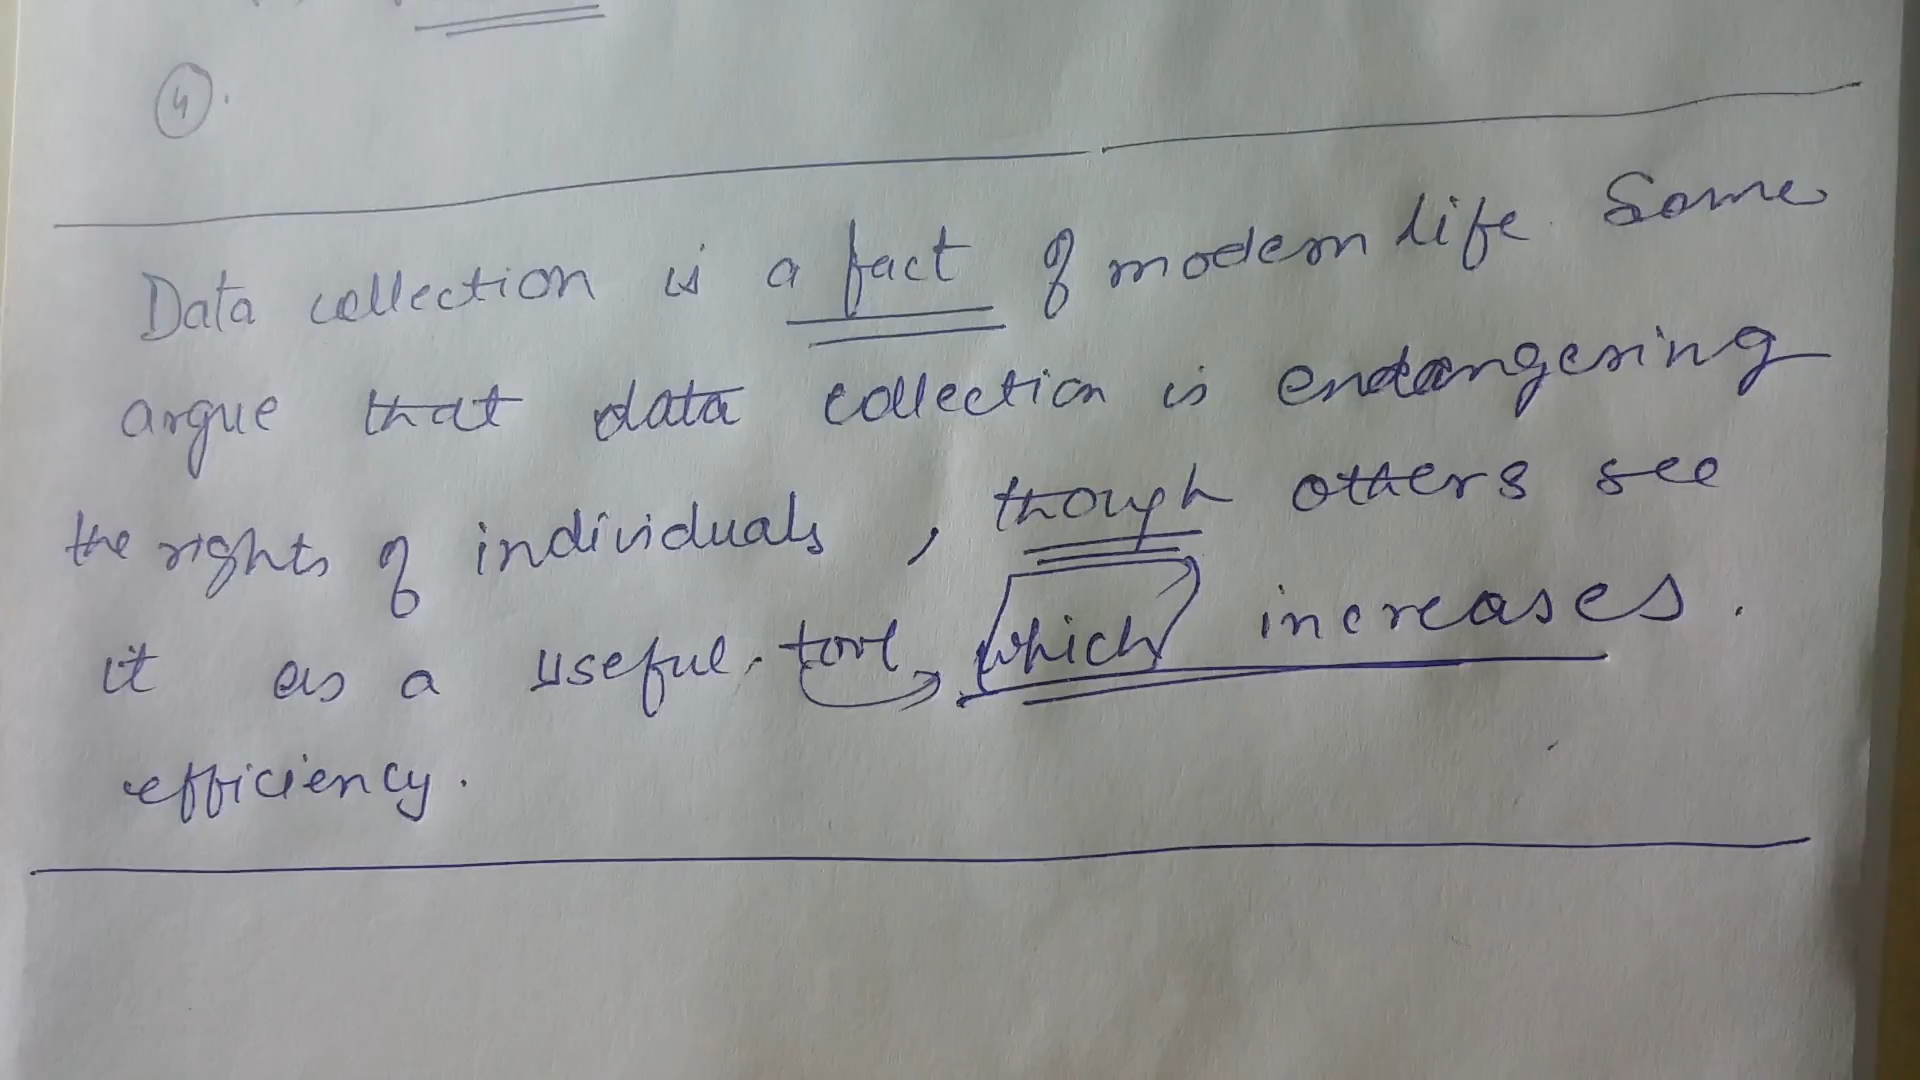 4.
Data collection is a fact of modern life. Some
argue that data collection is endangering
the rights of individuals, though others see
it as a useful tool which increases.
efficiency.